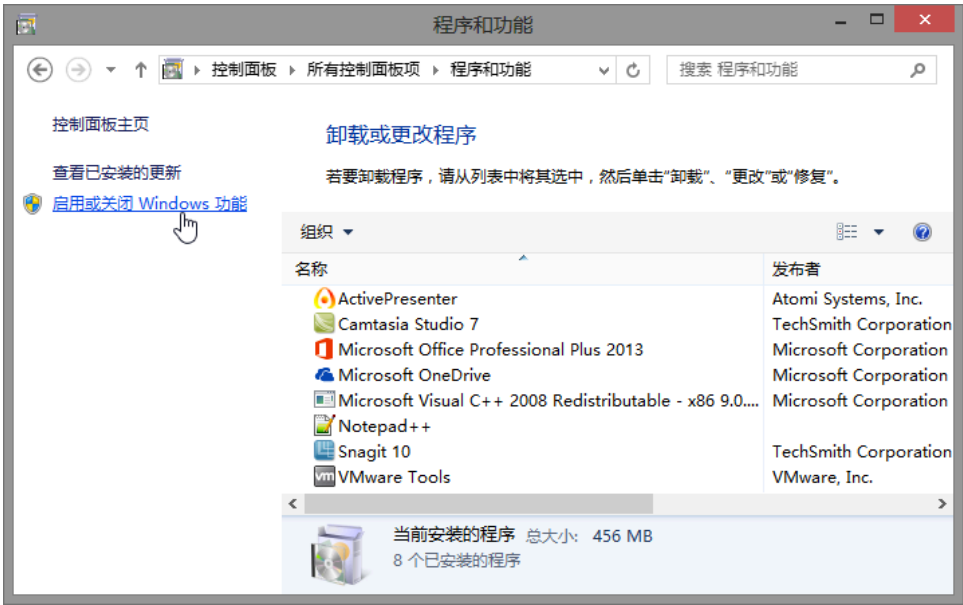 程序和功能
控制面板 所有控制面板项 程序和功能 搜索 程序和功能
控制面板主页
查看已安装的更新
启用或关闭 Windows 功能
卸载或更改程序
若要卸载程序，请从列表中将其选中，然后单击“卸载”、“更改”或“修复”。
组织
名称 发布者
ActivePresenter Atomi Systems, Inc.
Camtasia Studio 7 TechSmith Corporation
Microsoft Office Professional Plus 2013 Microsoft Corporation
Microsoft OneDrive Microsoft Corporation
Microsoft Visual C++ 2008 Redistributable - x86 9.0.... Microsoft Corporation
Notepad++
Snagit 10 TechSmith Corporation
VMware Tools VMware, Inc.
当前安装的程序 总大小: 456 MB
8 个已安装的程序